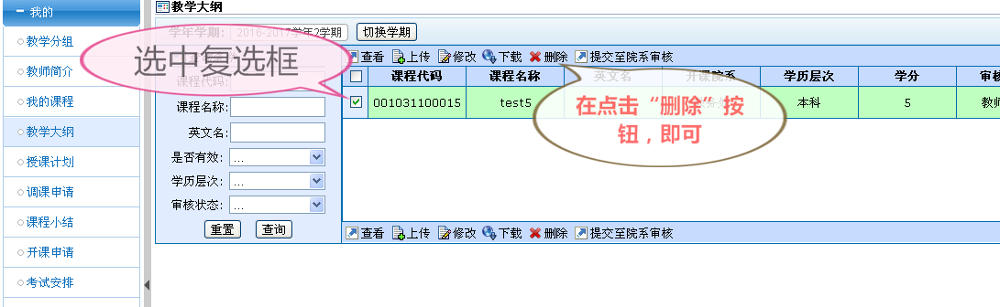 我的
教学分组
教师简介
我的课程
教学大纲
授课计划
调课申请
课程小结
开课申请
考试安排
教学大纲
学年学期: 2016-2017学年2学期 切换学期
选中复选框
课程代码:
课程名称:
英文名:
是否有效: ...
学历层次: ...
审核状态: ...
重置 查询
查看 上传 修改 下载 删除 提交至院系审核
课程代码 课程名称 英文名 开课院系 学历层次 学分 审核
001031100015 test5 本科 5 教师
在点击“删除”按
钮，即可
查看 上传 修改 下载 删除 提交至院系审核